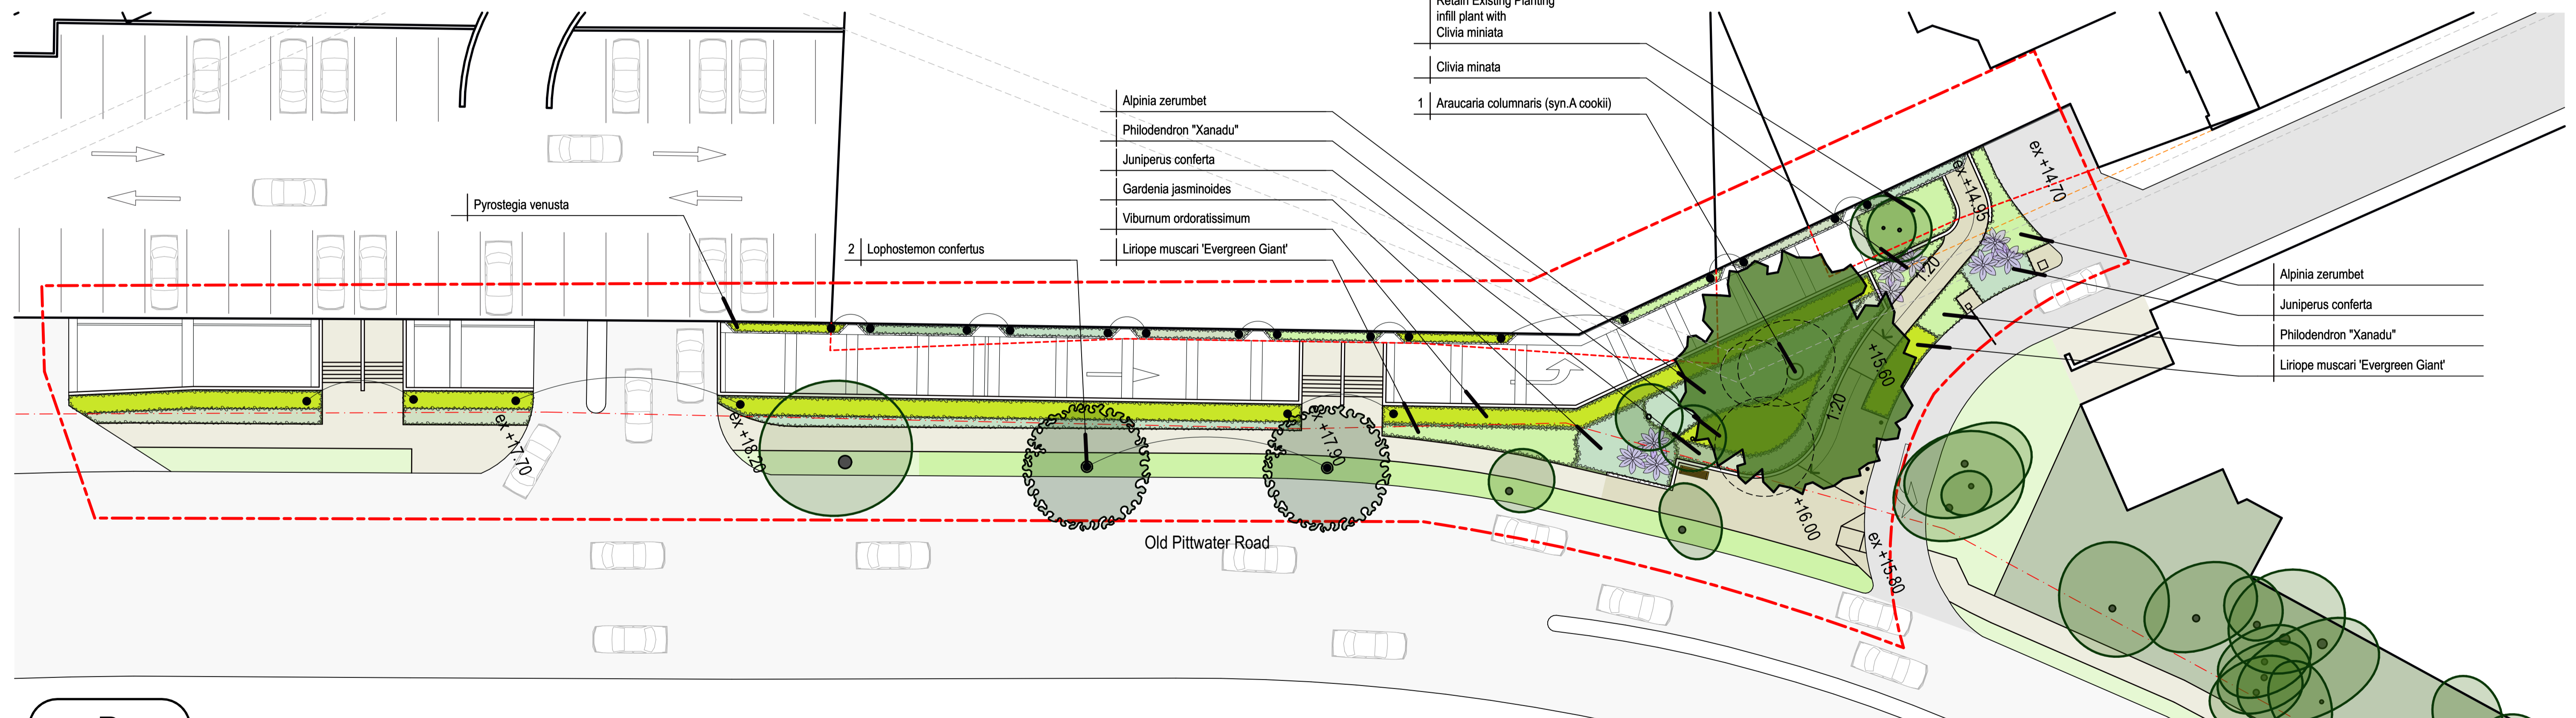 Retain Existing Planting
infill plant with
Clivia miniata
Clivia minata
1 Araucaria columnaris (syn.A cookii)
Alpinia zerumbet
Philodendron "Xanadu"
Juniperus conferta
Gardenia jasminoides
Viburnum ordoratissimum
Liriope muscari 'Evergreen Giant'
Pyrostegia venusta
2 Lophostemon confertus
ex +14.70
ex +14.95
1:20
Alpinia zerumbet
Juniperus conferta
Philodendron "Xanadu"
Liriope muscari 'Evergreen Giant'
+15.60
1:20
ex +17.70
ex +18.20
ex +17.90
+16.00
ex +15.80
Old Pittwater Road